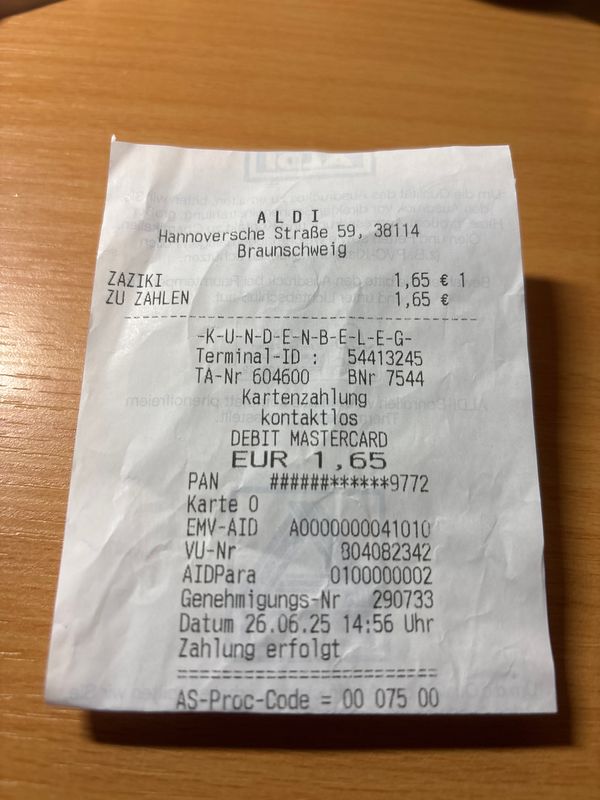 ALDI
Hannoversche Straße 59, 38114
Braunschweig
ZAZIKI 1,65 € 1
ZU ZAHLEN 1,65 €
-K-U-N-D-E-N-B-E-L-E-G-
Terminal-ID : 54413245
TA-Nr 604600 BNr 7544
Kartenzahlung
kontaktlos
DEBIT MASTERCARD
EUR 1,65
PAN ######******9772
Karte 0
EMV-AID A0000000041010
VU-Nr 804082342
AIDPara 0100000002
Genehmigungs-Nr 290733
Datum 26.06.25 14:56 Uhr
Zahlung erfolgt
AS-Proc-Code = 00 075 00